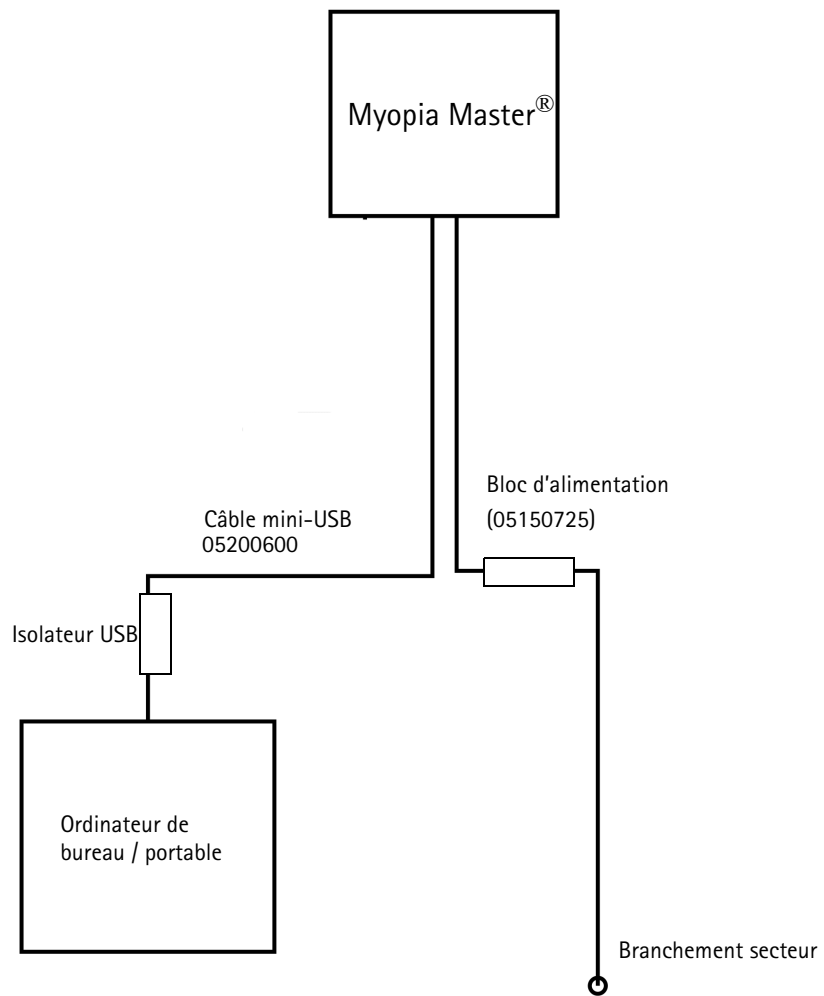 Myopia Master®
Bloc d'alimentation
(05150725)
Câble mini-USB
05200600
Isolateur USB
Ordinateur de
bureau / portable
Branchement secteur